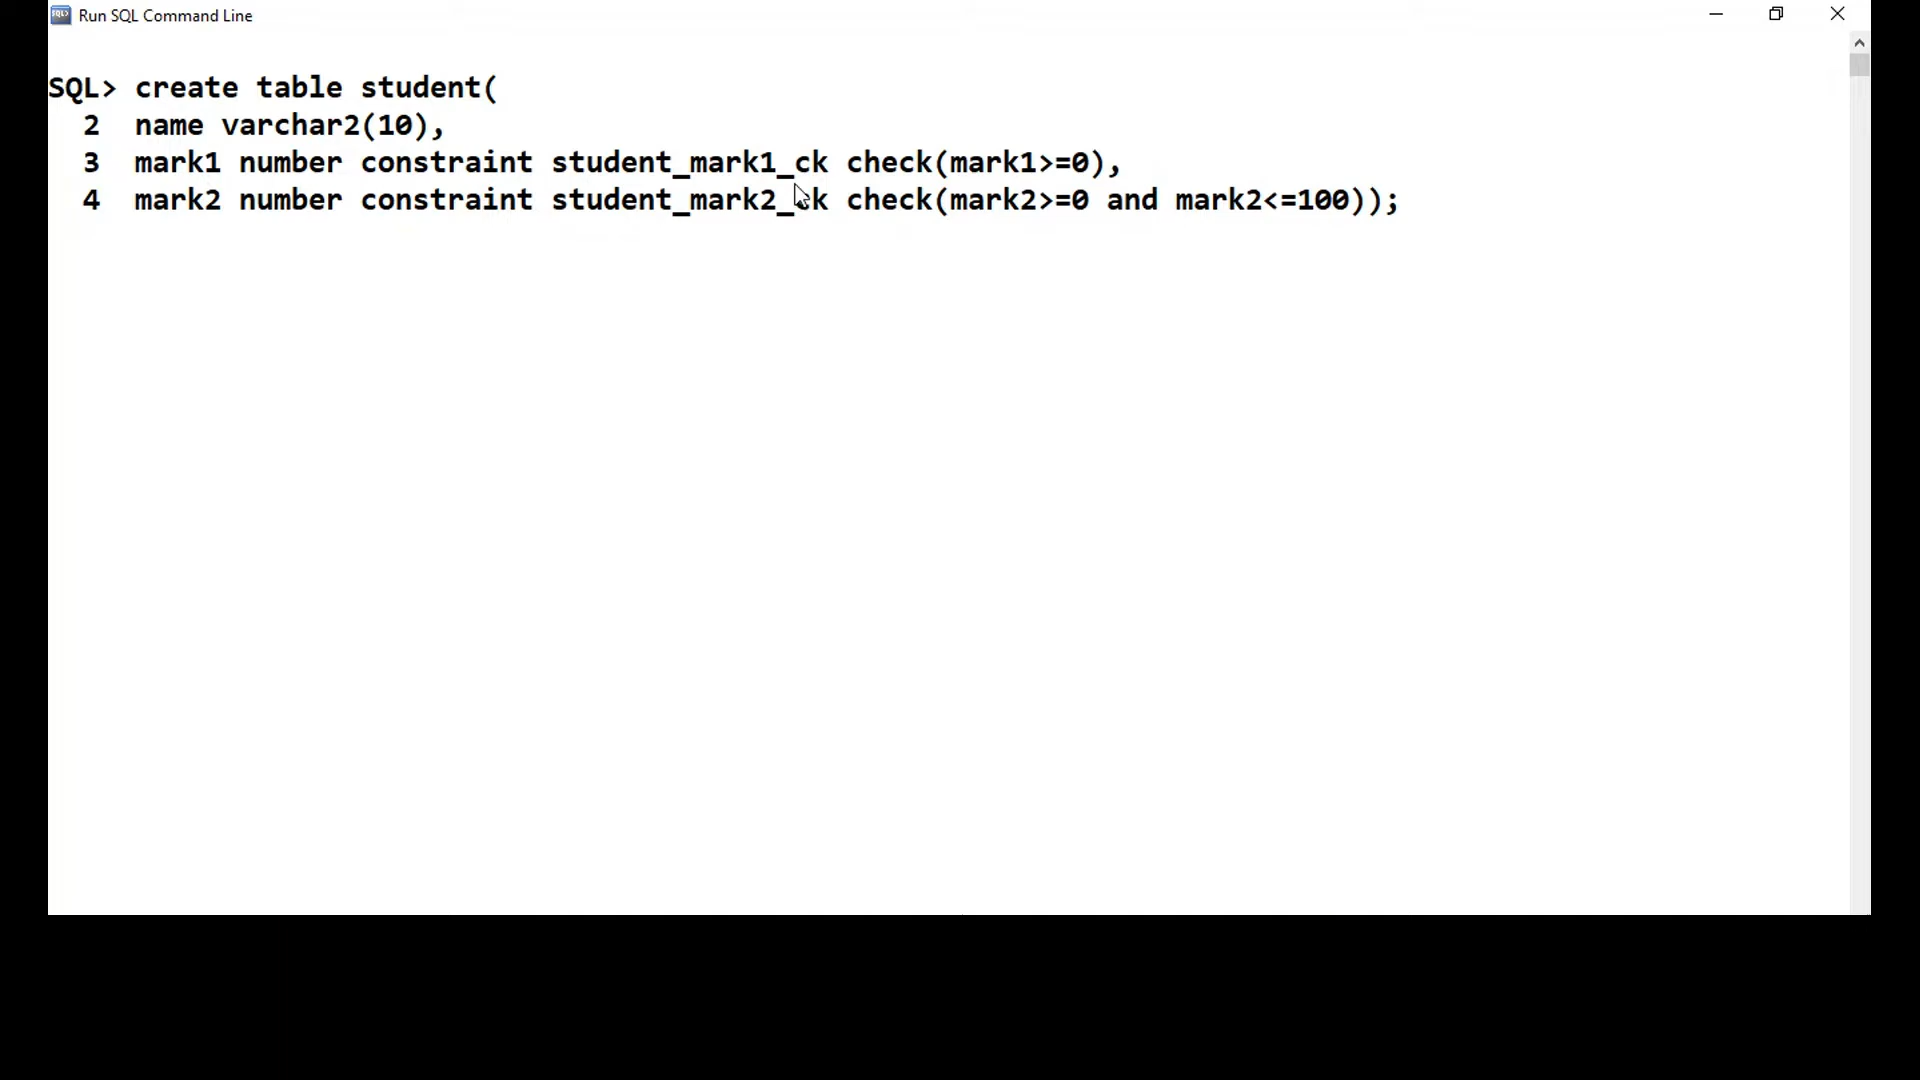 Run SQL Command Line
SQL> create table student(
2 name varchar2(10),
3 mark1 number constraint student_mark1_ck check(mark1>=0),
4 mark2 number constraint student_mark2_ck check(mark2>=0 and mark2<=100));